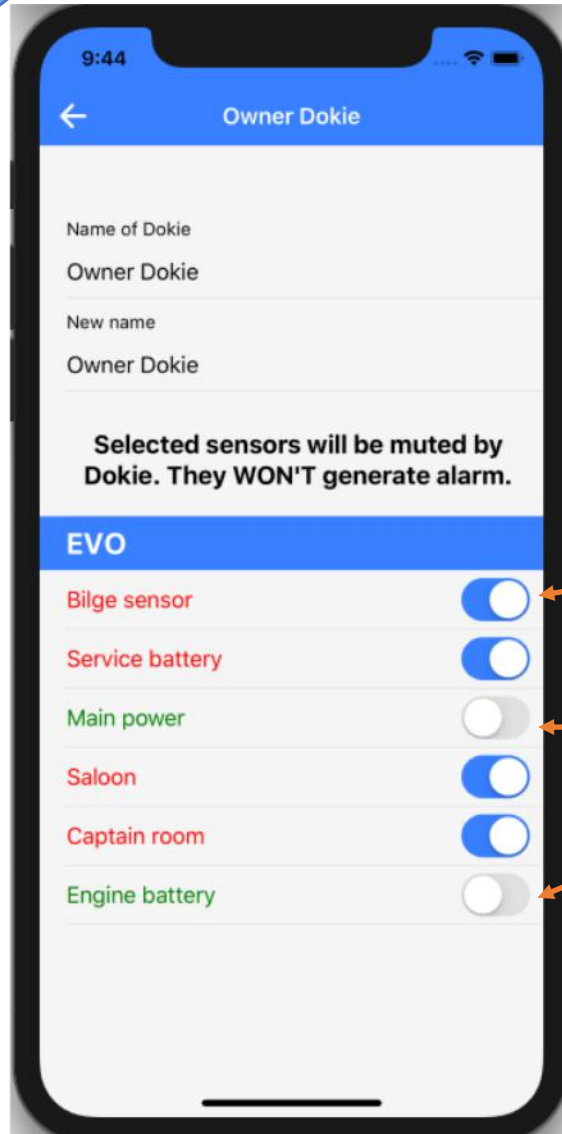 9:44
Owner Dokie
Name of Dokie
Owner Dokie
New name
Owner Dokie
Selected sensors will be muted by
Dokie. They WON'T generate alarm.
EVO
Bilge sensor
Service battery
Main power
Saloon
Captain room
Engine battery